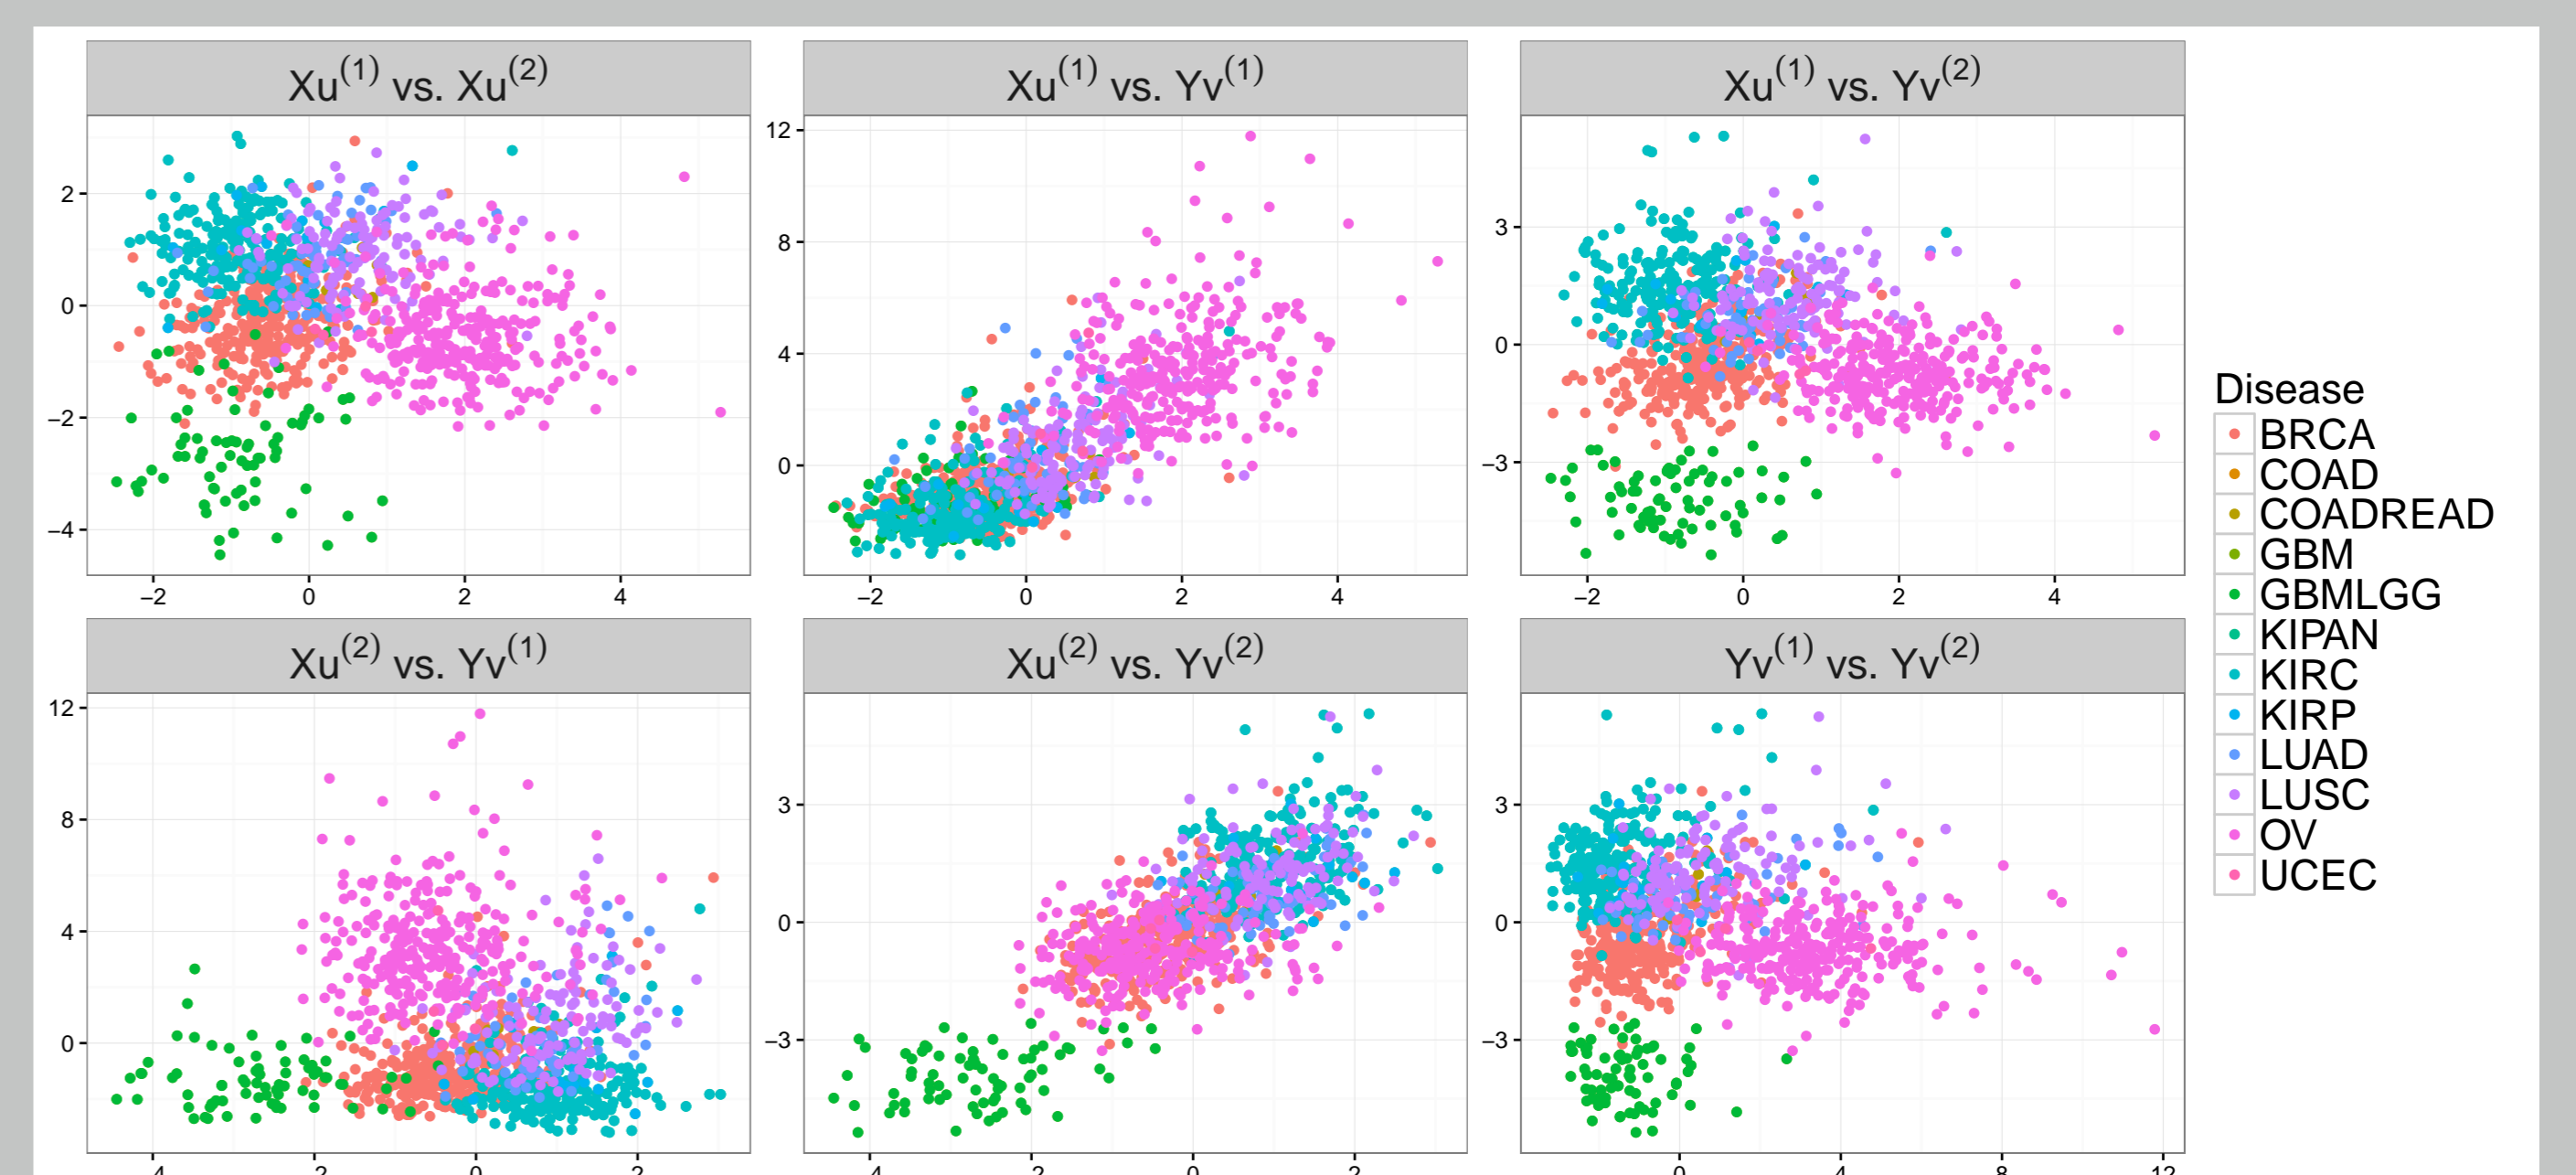 Xu(1) vs. Xu(2)
Xu(1) vs. Yv(1)
Xu(1) vs. Yv(2)
2
0
−2
−4
−2 0 2 4
12
8
4
0
−2 0 2 4
3
0
−3
−2 0 2 4
Xu(2) vs. Yv(1)
Xu(2) vs. Yv(2)
Yv(1) vs. Yv(2)
12
8
4
0
3
0
−3
3
0
−3
0 4 8 12
Disease
BRCA
COAD
COADREAD
GBM
GBMLGG
KIPAN
KIRC
KIRP
LUAD
LUSC
OV
UCEC